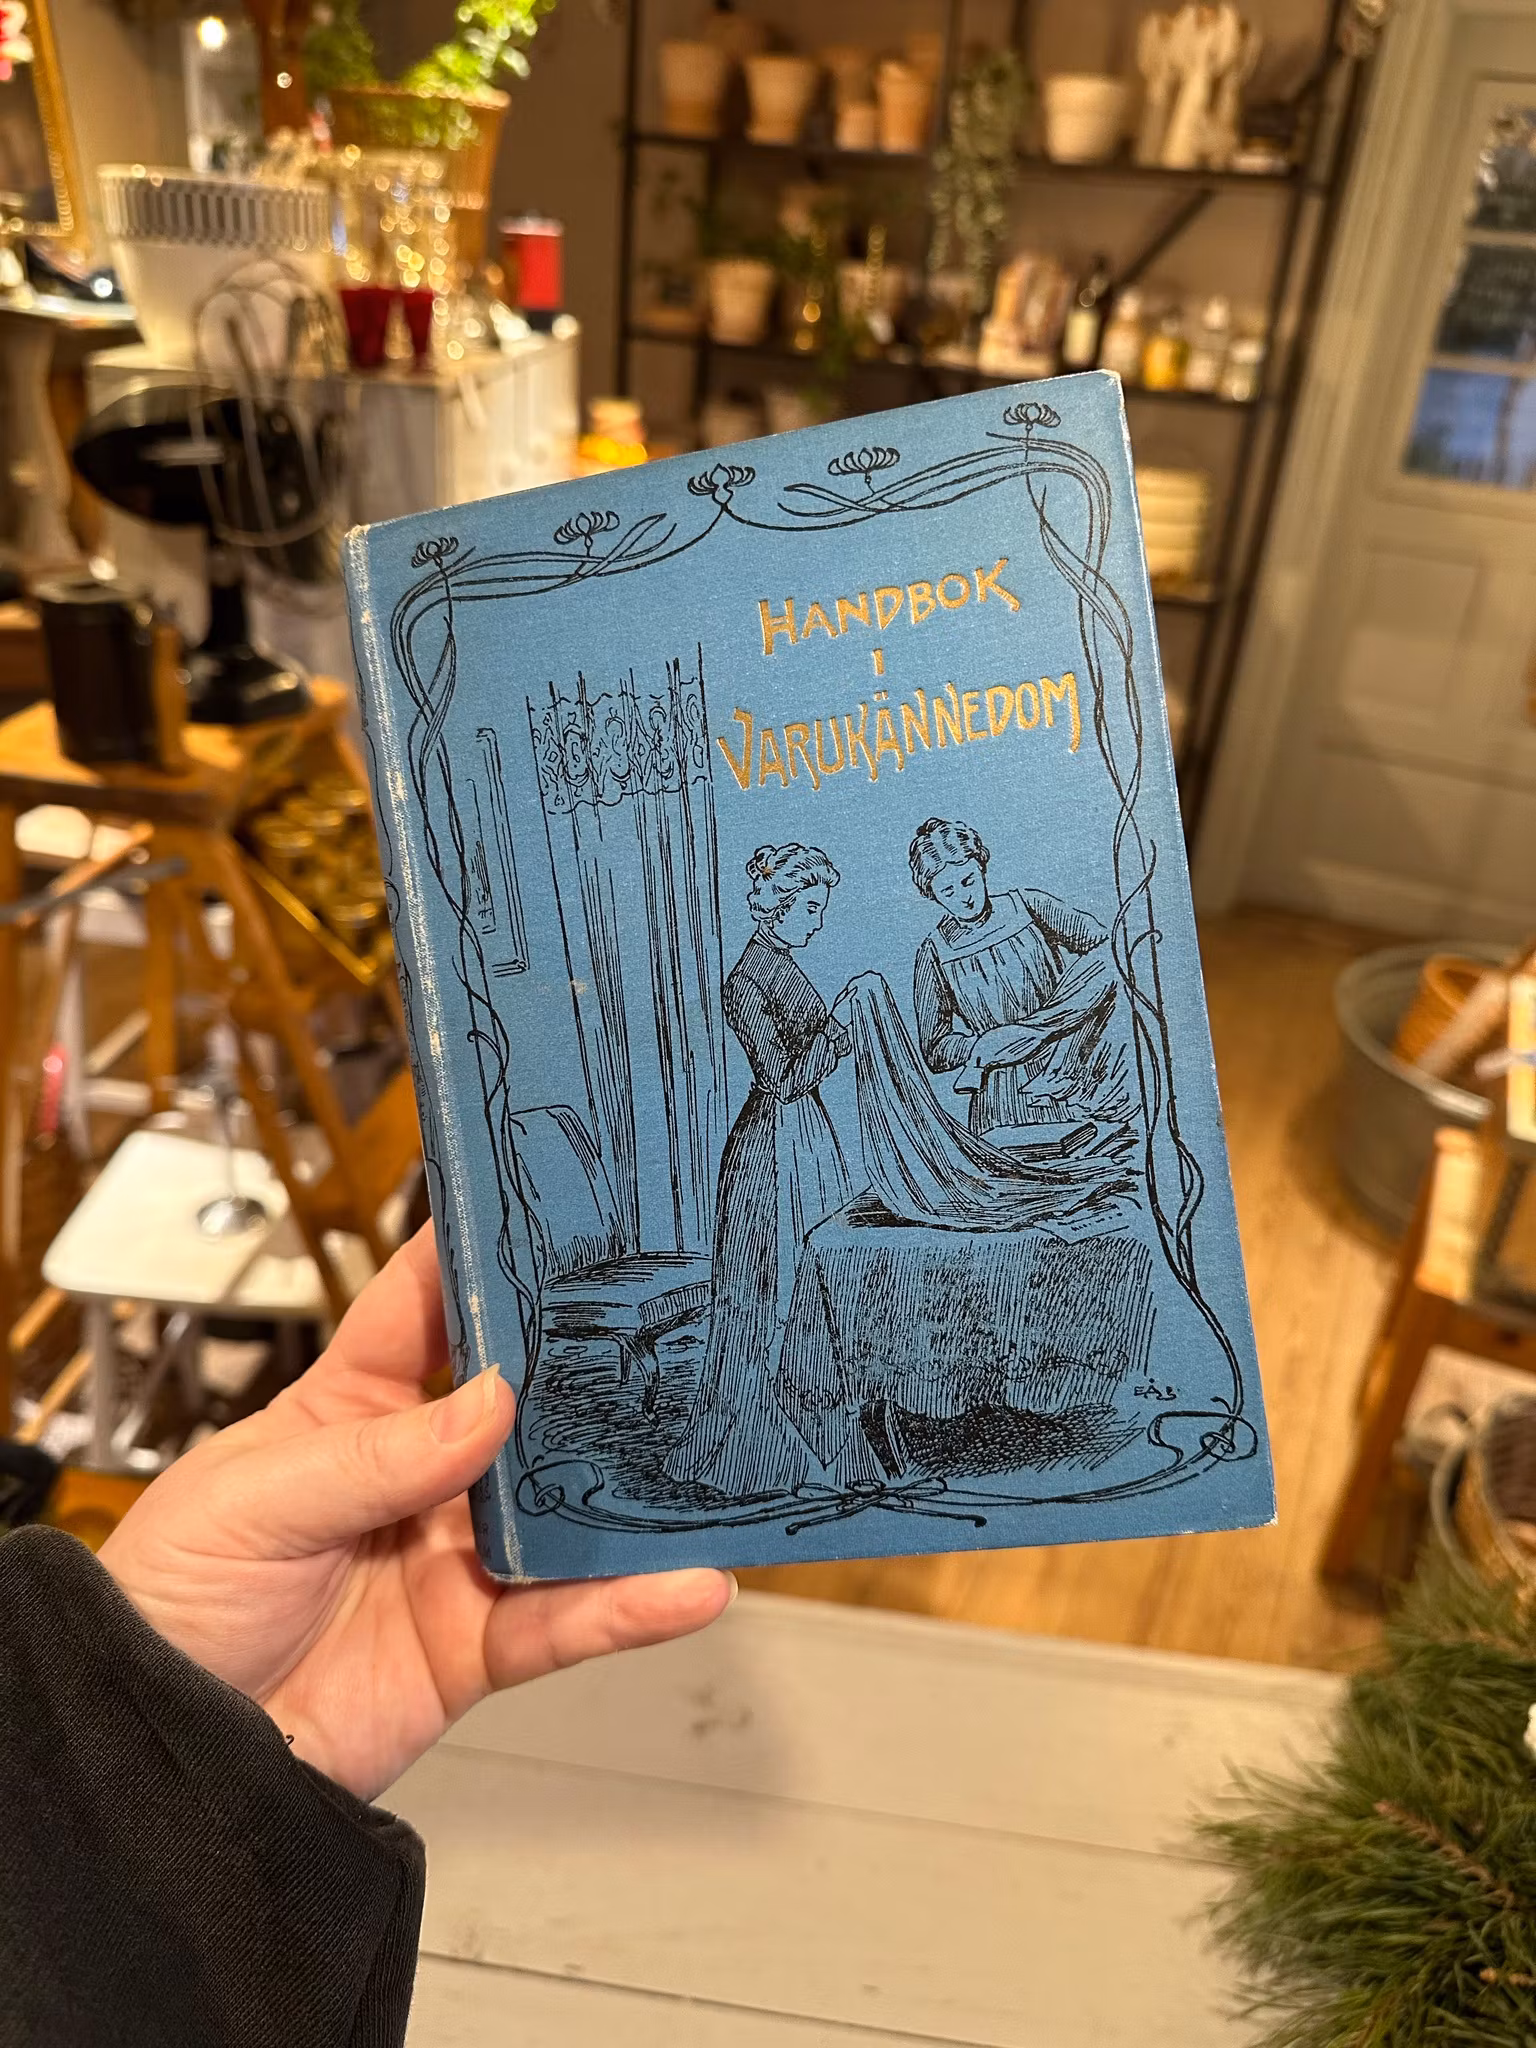 HANDBOK
I
VARUKÄNNEDOM
E.Å.B.